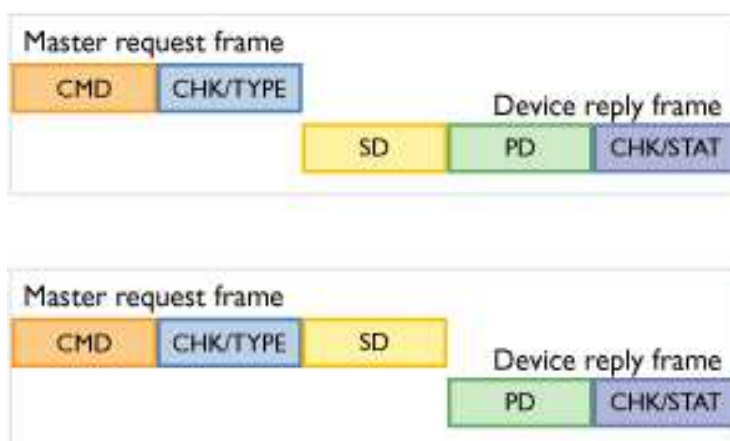 Master request frame
CMD CHK/TYPE
Device reply frame
SD PD CHK/STAT
Master request frame
CMD CHK/TYPE SD
Device reply frame
PD CHK/STAT